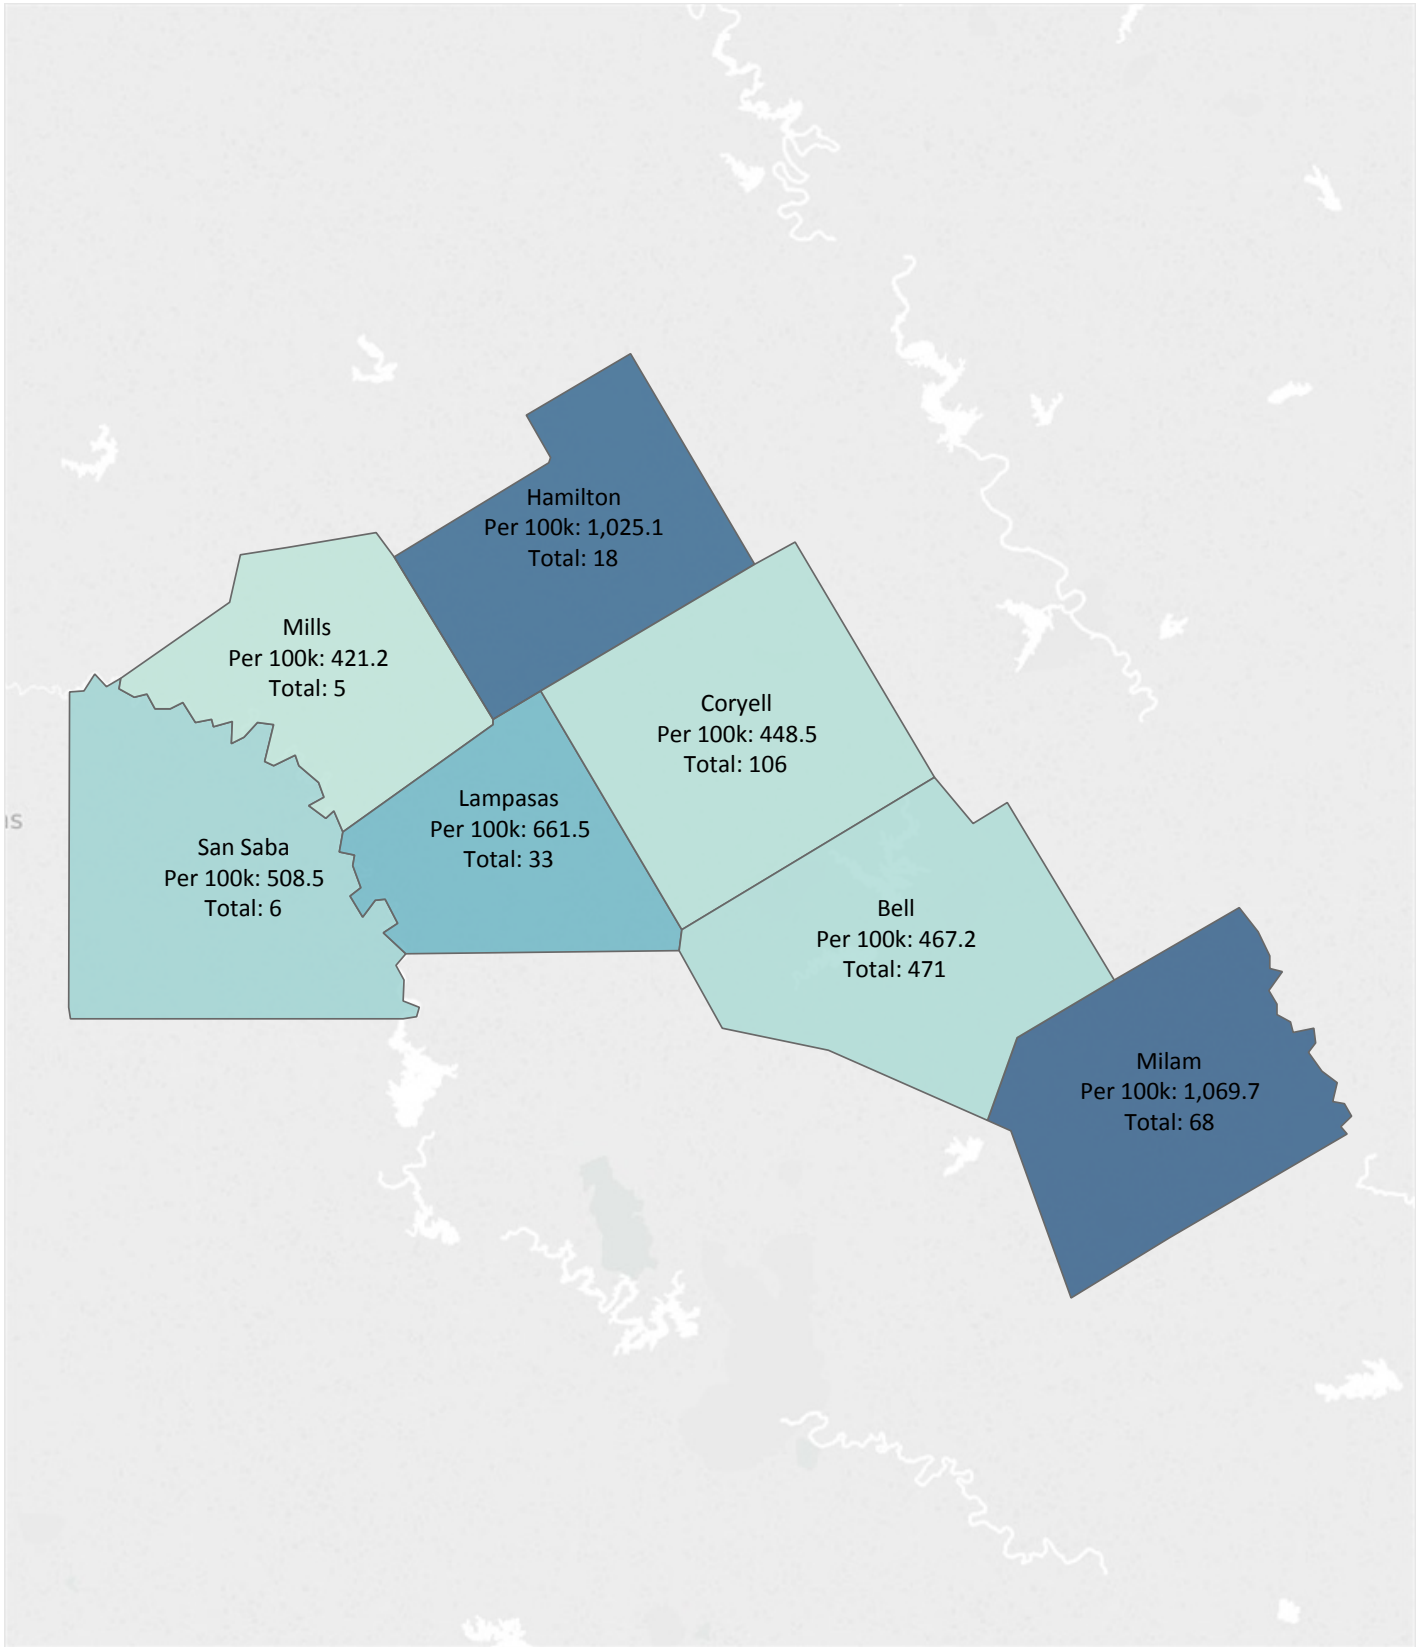 Hamilton
Per 100k: 1,025.1
Total: 18
Mills
Per 100k: 421.2
Total: 5
Coryell
Per 100k: 448.5
Total: 106
Lampasas
Per 100k: 661.5
Total: 33
San Saba
Per 100k: 508.5
Total: 6
Bell
Per 100k: 467.2
Total: 471
Milam
Per 100k: 1,069.7
Total: 68